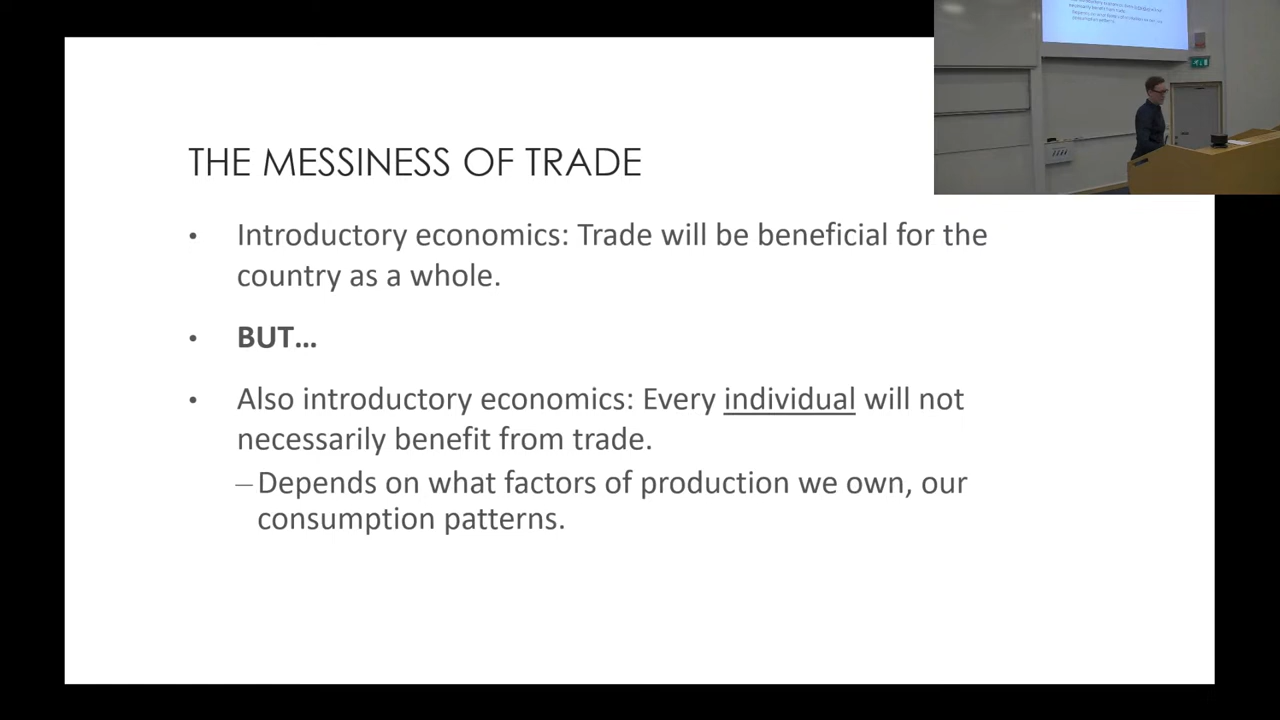 THE MESSINESS OF TRADE
• Introductory economics: Trade will be beneficial for the
country as a whole.
• BUT...
• Also introductory economics: Every individual will not
necessarily benefit from trade.
– Depends on what factors of production we own, our
consumption patterns.